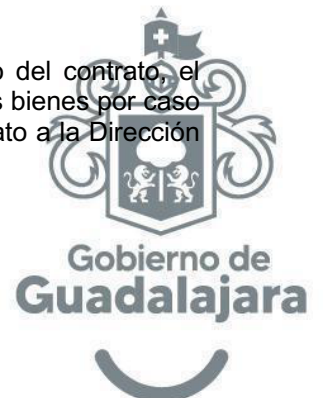 o del contrato, el
s bienes por caso
ato a la Dirección
Gobierno de
Guadalajara